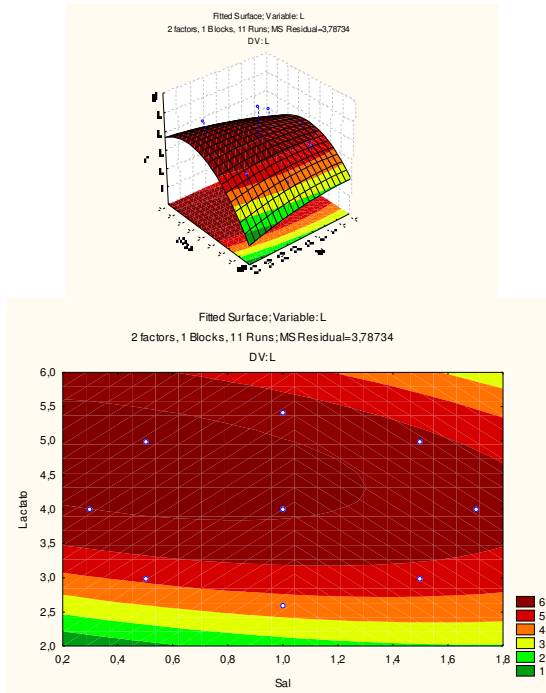 Fitted Surface; Variable: L
2 factors, 1 Blocks, 11 Runs; MS Residual=3,78734
DV: L
Fitted Surface; Variable: L
2 factors, 1 Blocks, 11 Runs; MS Residual=3,78734
DV: L
6,0
5,5
5,0
4,5
4,0
3,5
3,0
2,5
2,0
Lactato
0,2 0,4 0,6 0,8 1,0 1,2 1,4 1,6 1,8
Sal
6
5
4
3
2
1